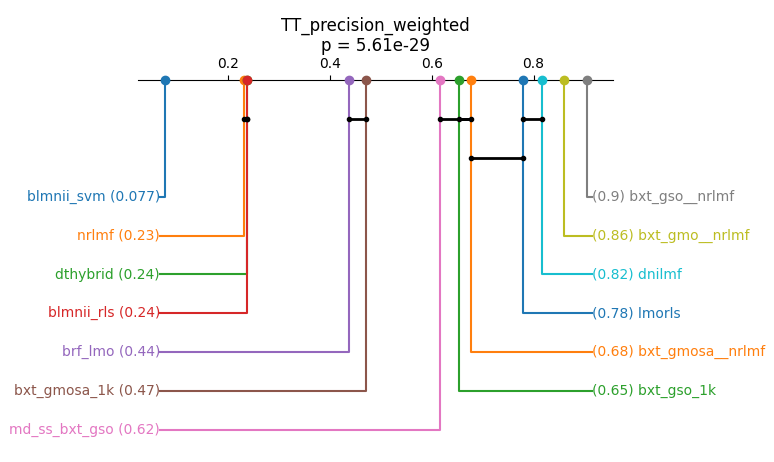 TT_precision_weighted
p = 5.61e-29
0.2 0.4 0.6 0.8
blmnii_svm (0.077) (0.9) bxt_gso__nrlmf
nrlmf (0.23) (0.86) bxt_gmo__nrlmf
dthybrid (0.24) (0.82) dnilmf
blmnii_rls (0.24) (0.78) lmorls
brf_lmo (0.44) (0.68) bxt_gmosa__nrlmf
bxt_gmosa_1k (0.47) (0.65) bxt_gso_1k
md_ss_bxt_gso (0.62)